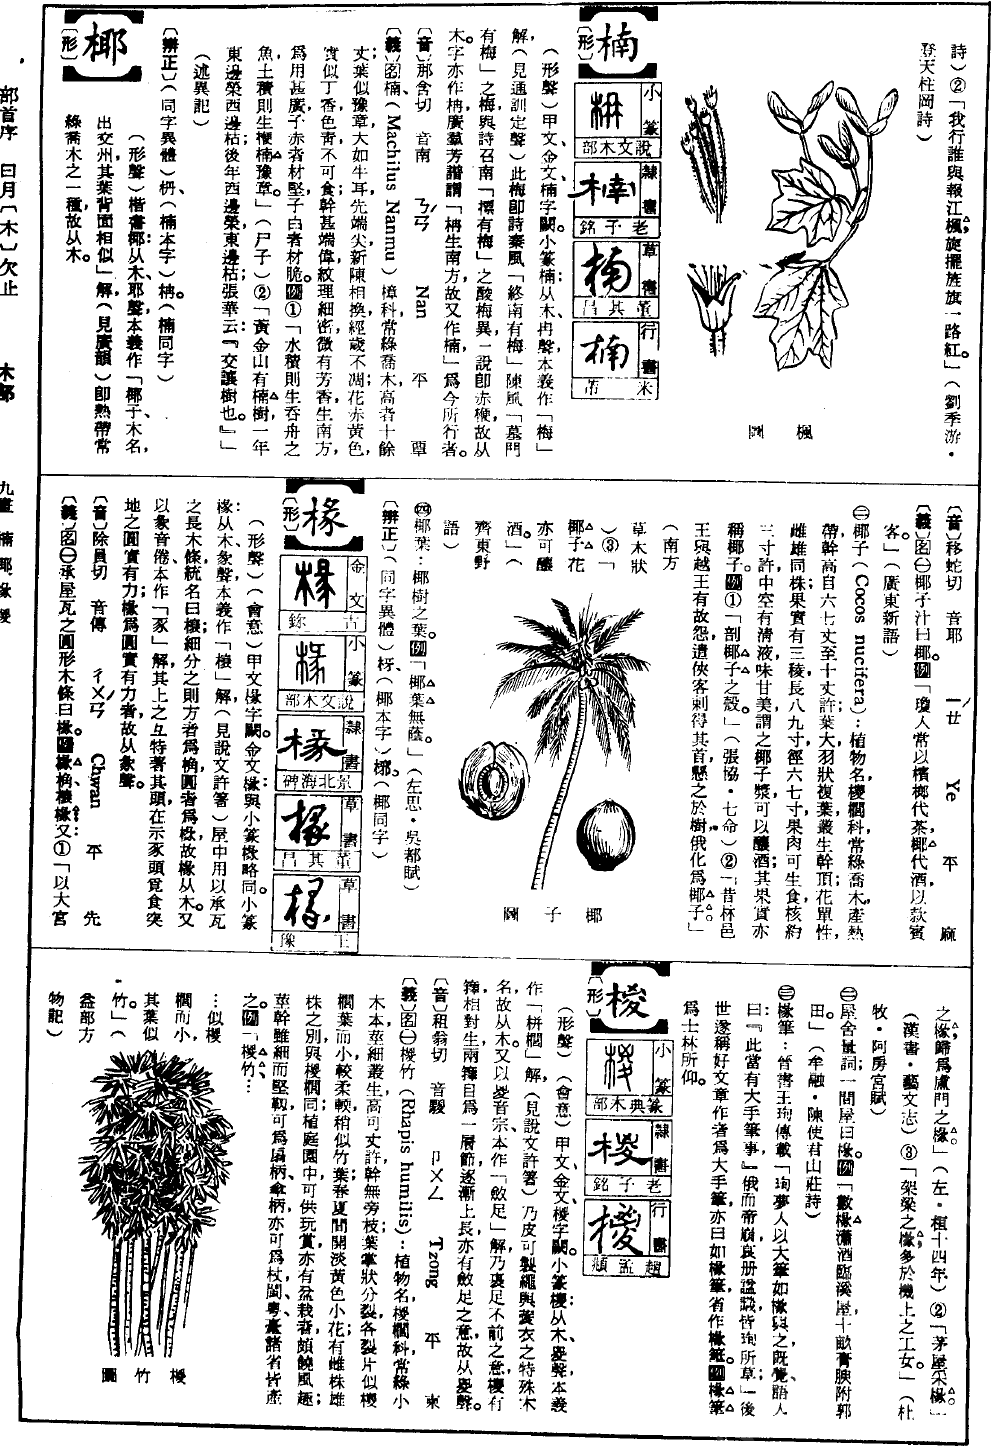 詩）②「我行誰與報江楓，旋擺旌旗一路紅。」（劉季游．
登天柱岡詩）
楓圖
楠
〔形〕
小篆
說文木部
隸書
老子銘
草書
董其昌
行書
米芾
（形聲）甲文、金文楠字闕。小篆楠：从木，冉聲，本義作「梅」
解，（見通訓定聲）此梅卽詩秦風「終南有梅」、陳風「墓門
有梅」之梅，與詩召南「摽有梅」之酸梅異，一說卽赤楩，故从
木。字亦作枏，廣羣芳譜謂「枏生南方，故又作楠」，爲今所行者。
〔音〕那含切　音南　ㄋㄢˊ　Nan　平　覃
〔義〕名楠（Machilus Nanmu）樟科，常綠喬木，高者十餘
丈；葉似豫章，大如牛耳，先端尖，新陳相換，經歲不凋；花赤黃色，
實似丁香，色靑不可食；幹甚端偉，紋理細密，微有芳香，生南方，
爲用甚廣，子赤者材堅，子白者材脆。例①「水積則生吞舟之
魚，土積則生楩楠豫章。」（尸子）②「黃金山有楠樹，一年
東邊榮，西邊枯，後年西邊榮，東邊枯；張華云：『交讓樹也。』」
（述異記）
〔辨正〕（同字異體）枬（楠本字）、柟（楠同字）
椰
〔形〕
（形聲）楷書椰：从木，耶聲，本義作「椰子，木名，
出交州，其葉背面相似」解，（見廣韻）卽熱帶常
綠喬木之一種，故从木。
部首序　日月〔木〕欠止　木部　九畫　楠椰椽椶
〔音〕移蛇切　音耶　ㄧㄝˊ　Ye　平　麻
〔義〕名㊀椰子汁曰椰。例「瓊人常以檳榔代茶，椰代酒，以款賓
客。」（廣東新語）
㊁椰子（Cocos nucifera）：植物名，椶櫚科，常綠喬木，產熱
帶，幹高自六七丈至十丈許，葉大，羽狀複葉，叢生幹頂；花單性，
雌雄同株；果實有三稜，長八九寸，徑六七寸，果肉可生食，核約
三寸許，中空有清液，味甘美，謂之椰子漿，可以釀酒；其果實亦
稱椰子。例①「剖椰子之殼。」（張協．七命）②「昔林邑
王與越王有故怨，遣俠客刺得其首，懸之於樹，俄化爲椰子」
（南方
草木狀
）③「
椰子花
亦可釀
酒。」（
齊東野
語）
椰子圖
㊃椰葉：椰樹之葉。例「椰葉無蔭。」（左思．吳都賦）
〔辨正〕（同字異體）枒（椰本字）、㮑。（椰同字）
椽
〔形〕
金文
古鉨
小篆
說文木部
隸書
景北海碑
草書
董其昌
草書
王豫
（形聲）（會意）甲文椽字闕。金文椽：與小篆椽略同。小篆
椽：从木，彖聲，本義作「榱」解，（見說文許箸）屋中用以承瓦
之長木條，統名曰榱；細分之則方者爲桷，圓者爲椽，故椽从木。又
以彖音倦，本作「豕」解，其上之彑特著其頭，在示豕頭覓食突
地之圓實有力；椽爲圓實有力者，故从彖聲。
〔音〕除員切　音傳　ㄔㄨㄢˊ　Chwan　平　先
〔義〕名㊀承屋瓦之圓形木條曰椽。例椽、桷、榱、椽。又：①「以大宮
之椽，歸爲盧門之椽」（左．桓十四年）②「茅屋采椽。」
（漢書．藝文志）③「架梁之椽，多於機上之工女。」（杜
牧．阿房宮賦）
㊁屋舍量詞，一間屋曰椽。例「數椽瀟洒臨溪屋，十畝膏腴附郭
田」（牟融．陳使君山莊詩）
㊂椽筆：晉書王珣傳載「珣夢人以大筆如椽與之，旣覺，語人
曰：『此當有大手筆事。』俄而帝崩，哀册諡議，皆珣所草；」後
世遂稱好文章作者爲大手筆，亦曰如椽筆，省作椽筆。例椽筆
爲士林所仰。
椶
〔形〕
小篆
篆典木部
隸書
老子銘
行書
趙孟頫
（形聲）（會意）甲文、金文椶字闕。小篆椶：从木，㚇聲，本義
作「栟櫚」解，（見說文許箸）乃皮可製繩與蓑衣之特殊木
名，故从木。又以㚇音宗，本作「斂足」解，乃裹足不前之意；椶有
籜相對生，兩籜自爲一層，節逐漸上長，亦有斂足之意，故从㚇聲。
〔音〕租翁切　音騣　ㄗㄨㄥ　Tzong　平　東
〔義〕名㊀椶竹（Rhapis humilis）：植物名，椶櫚科，常綠小
木本，莖細叢生，高可丈許，幹無旁枝；葉掌狀分裂，各裂片似椶
櫚葉而小，較柔輭，稍似竹葉；春夏間開淡黃色小花；有雌株雄
株之別，與椶櫚同；植庭園中可供玩賞，亦有盆栽者，頗饒風趣；
莖幹雖細而堅靭，可爲扇柄、傘柄，亦可爲杖，閩、粵、臺諸省皆產
之。例「椶竹，…
…似椶
櫚而小，
其葉似
竹。」（
益部方
物記）
椶竹圖